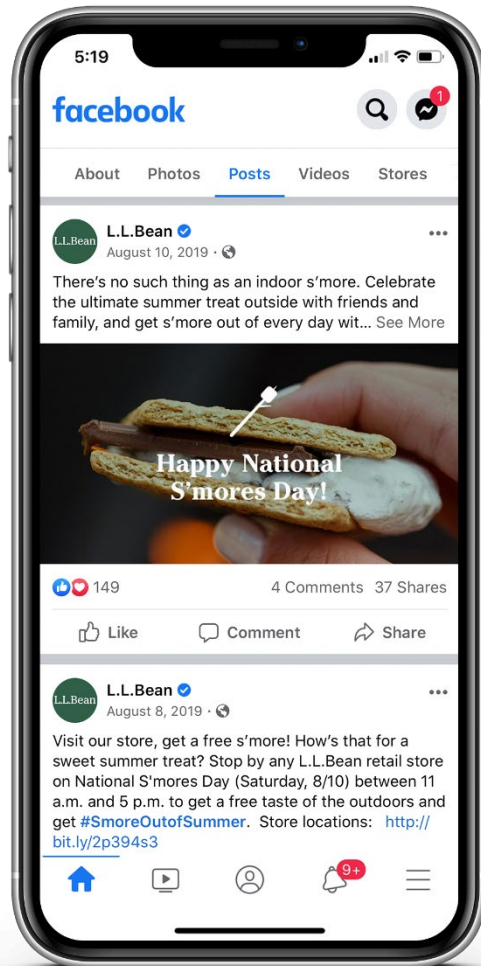 5:19
facebook
1
About Photos Posts Videos Stores
L.L.Bean
L.L.Bean
August 10, 2019 ·
There's no such thing as an indoor s'more. Celebrate
the ultimate summer treat outside with friends and
family, and get s'more out of every day wit... See More
Happy National
S'mores Day!
149 4 Comments 37 Shares
Like Comment Share
L.L.Bean
L.L.Bean
August 8, 2019 ·
Visit our store, get a free s'more! How's that for a
sweet summer treat? Stop by any L.L.Bean retail store
on National S'mores Day (Saturday, 8/10) between 11
a.m. and 5 p.m. to get a free taste of the outdoors and
get #SmoreOutofSummer. Store locations: http://
bit.ly/2p394s3
9+